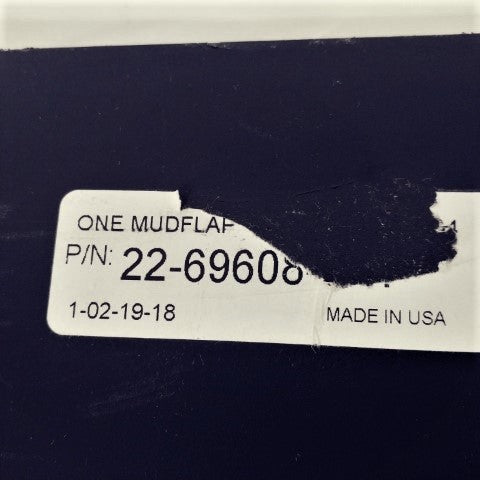 ONE MUDFLAP
P/N: 22-69608
1-02-19-18
MADE IN USA